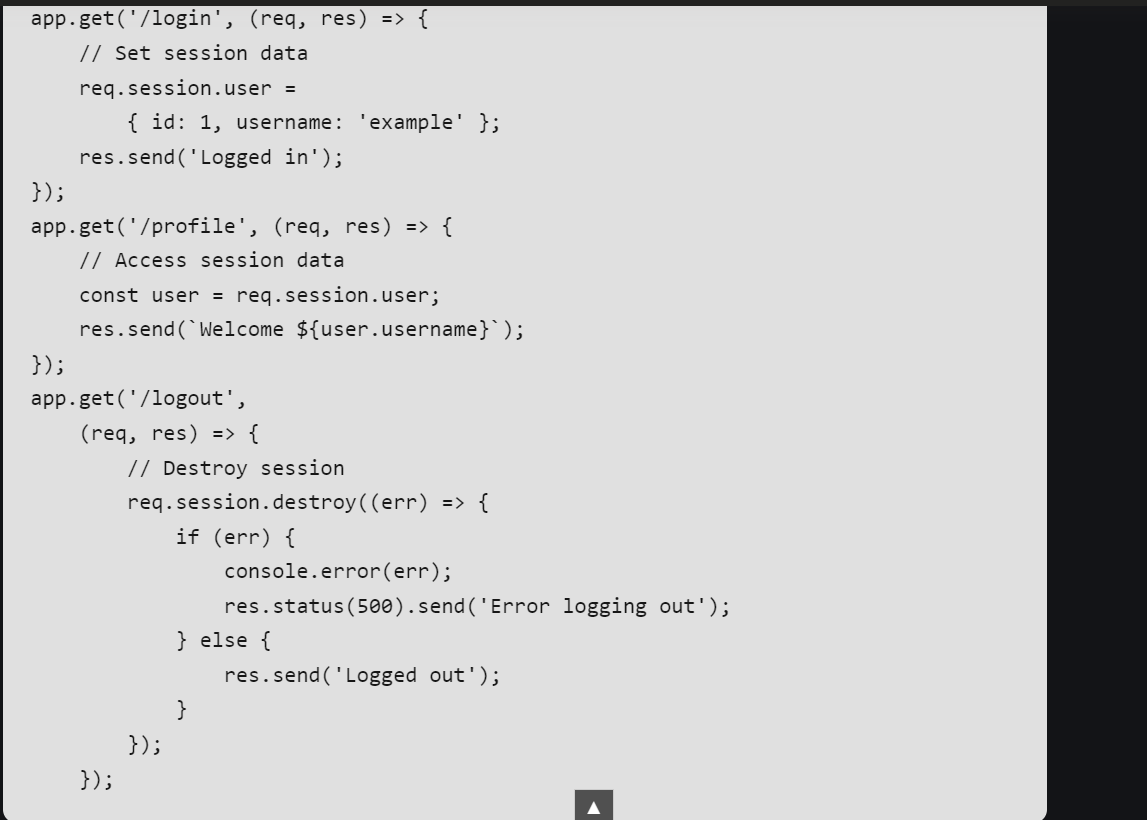 app.get('/login', (req, res) => {
    // Set session data
    req.session.user =
        { id: 1, username: 'example' };
    res.send('Logged in');
});
app.get('/profile', (req, res) => {
    // Access session data
    const user = req.session.user;
    res.send(`Welcome ${user.username}`);
});
app.get('/logout',
    (req, res) => {
        // Destroy session
        req.session.destroy((err) => {
            if (err) {
                console.error(err);
                res.status(500).send('Error logging out');
            } else {
                res.send('Logged out');
            }
        });
    });